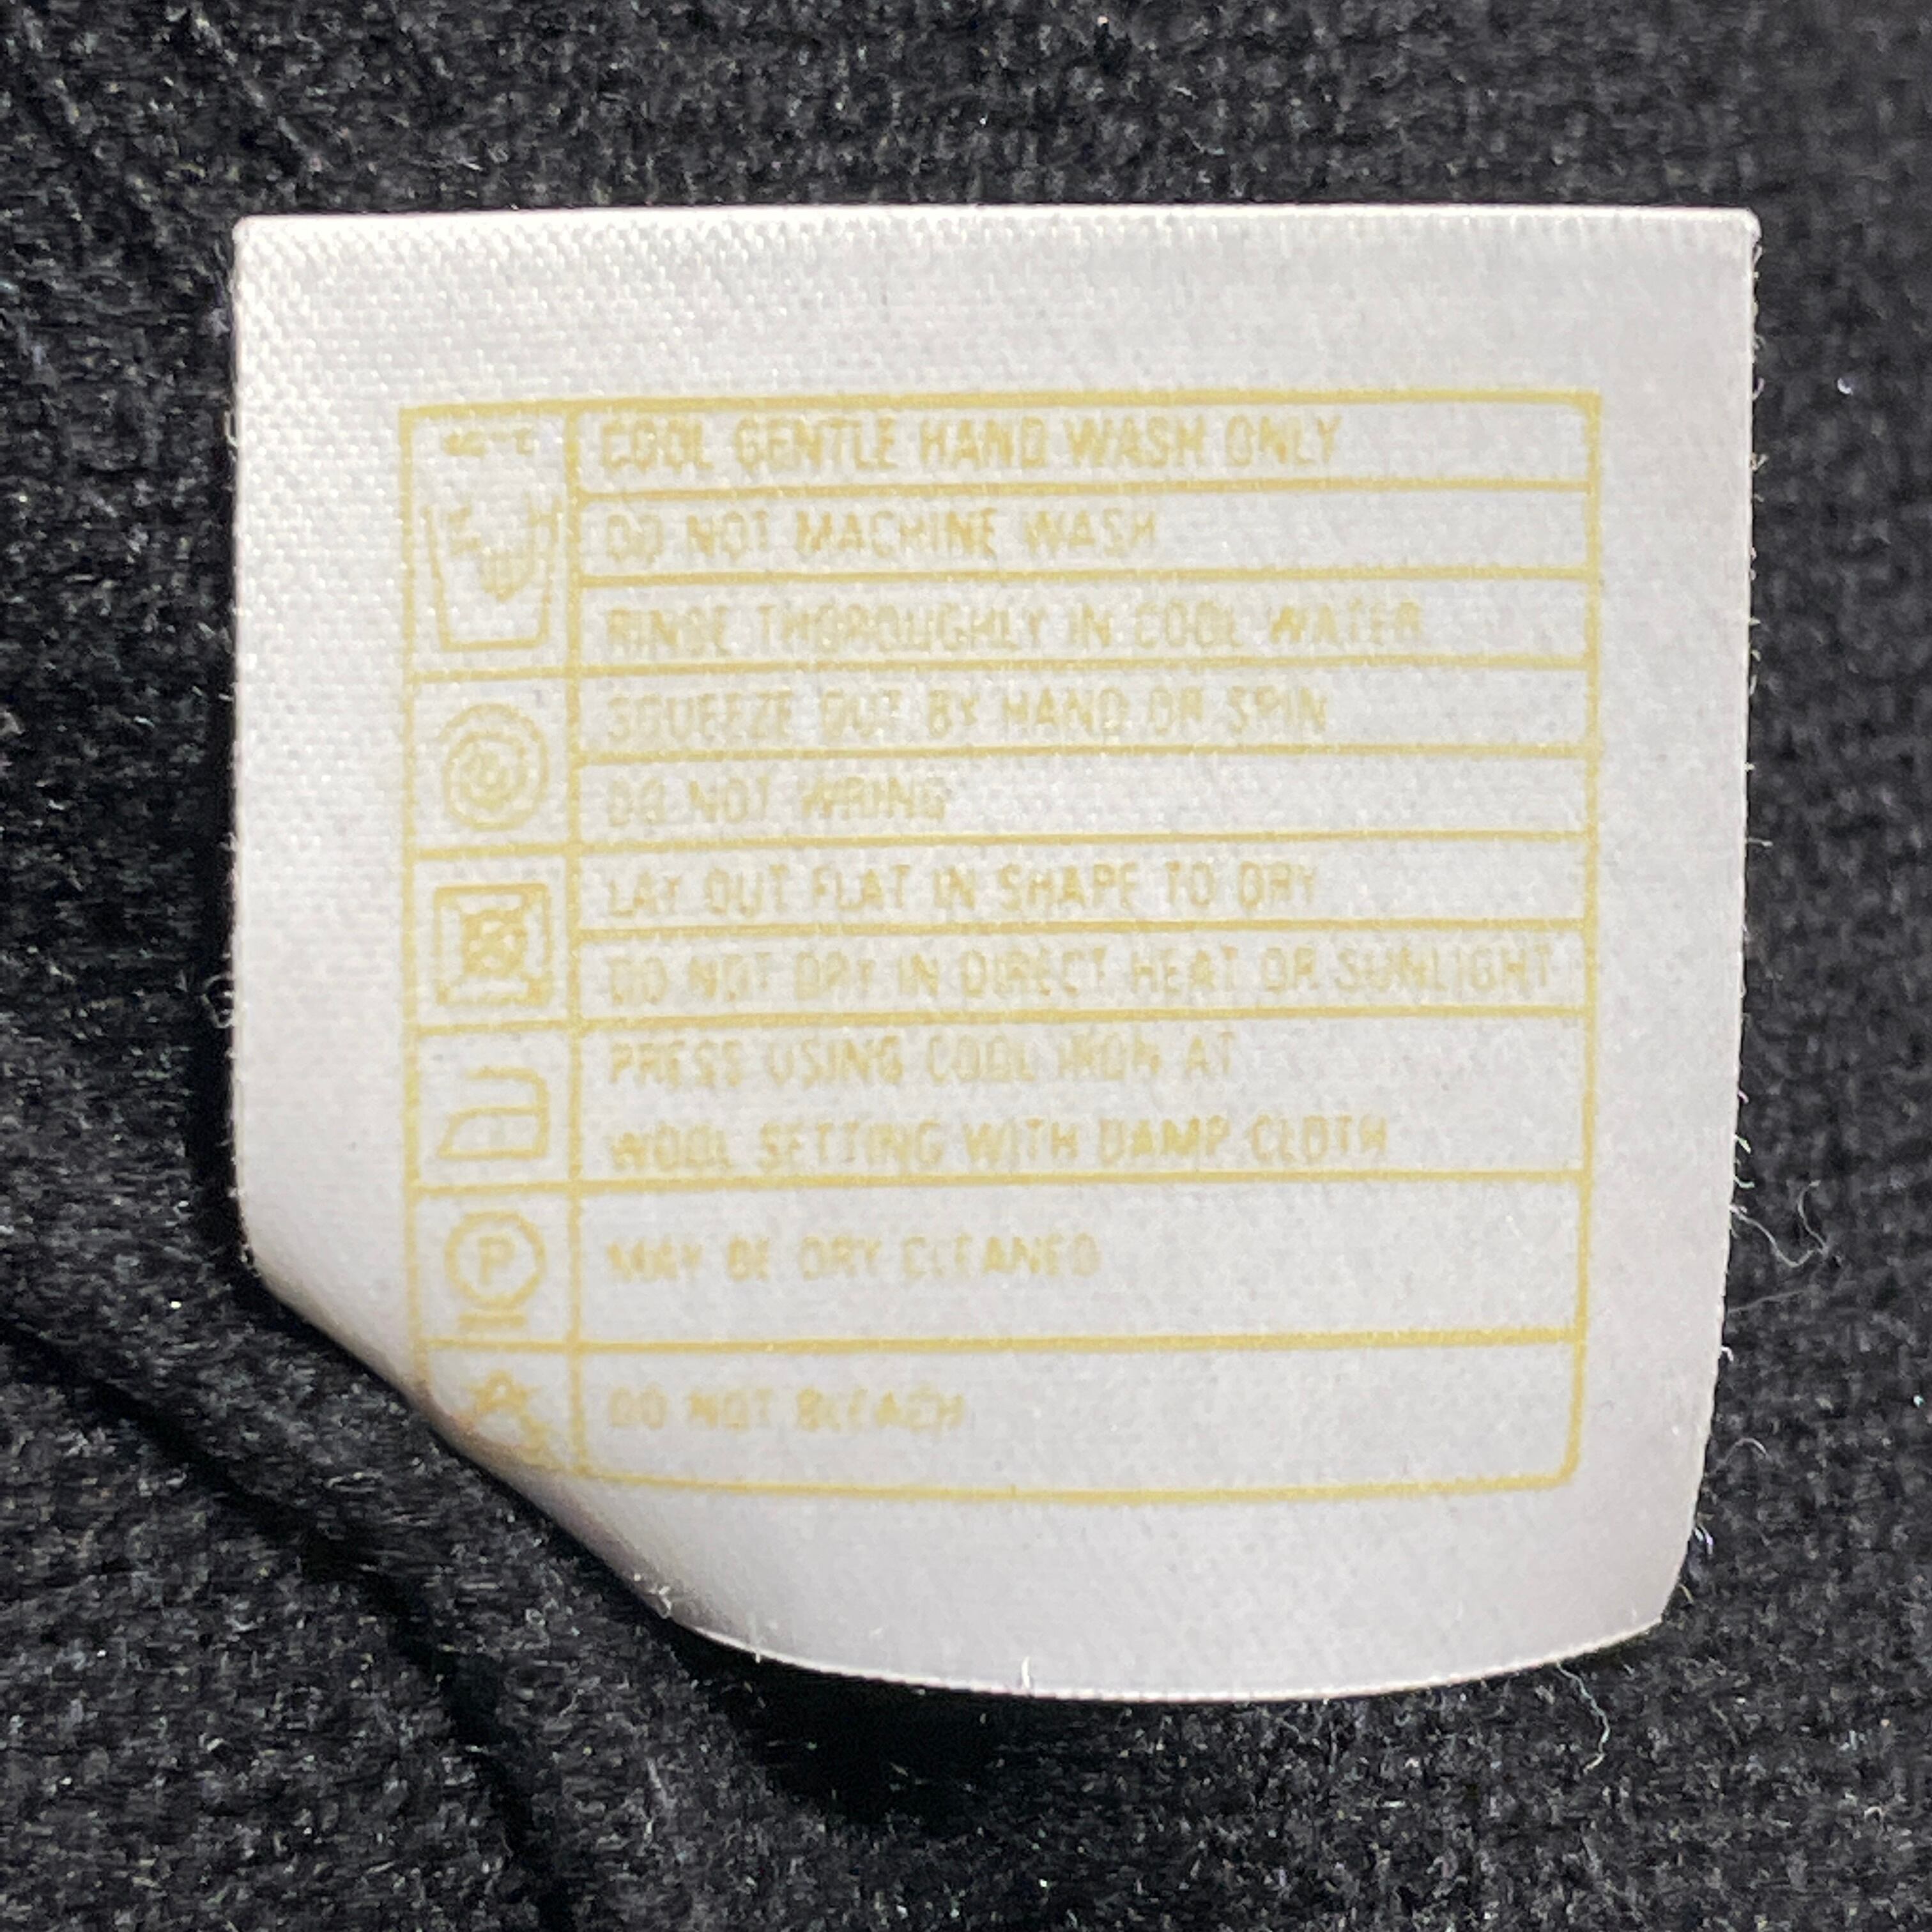 COOL GENTLE HAND WASH ONLY
DO NOT MACHINE WASH
RINSE THOROUGHLY IN COOL WATER
SQUEEZE OUT BY HAND OR SPIN
DO NOT WRING
LAY OUT FLAT IN SHAPE TO DRY
DO NOT DRY IN DIRECT HEAT OR SUNLIGHT
PRESS USING COOL IRON AT
WOOL SETTING WITH DAMP CLOTH
P
MAY BE DRY CLEANED
DO NOT BLEACH